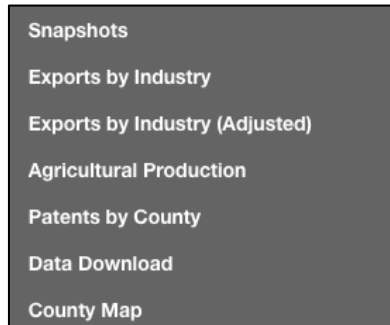 Snapshots
Exports by Industry
Exports by Industry (Adjusted)
Agricultural Production
Patents by County
Data Download
County Map